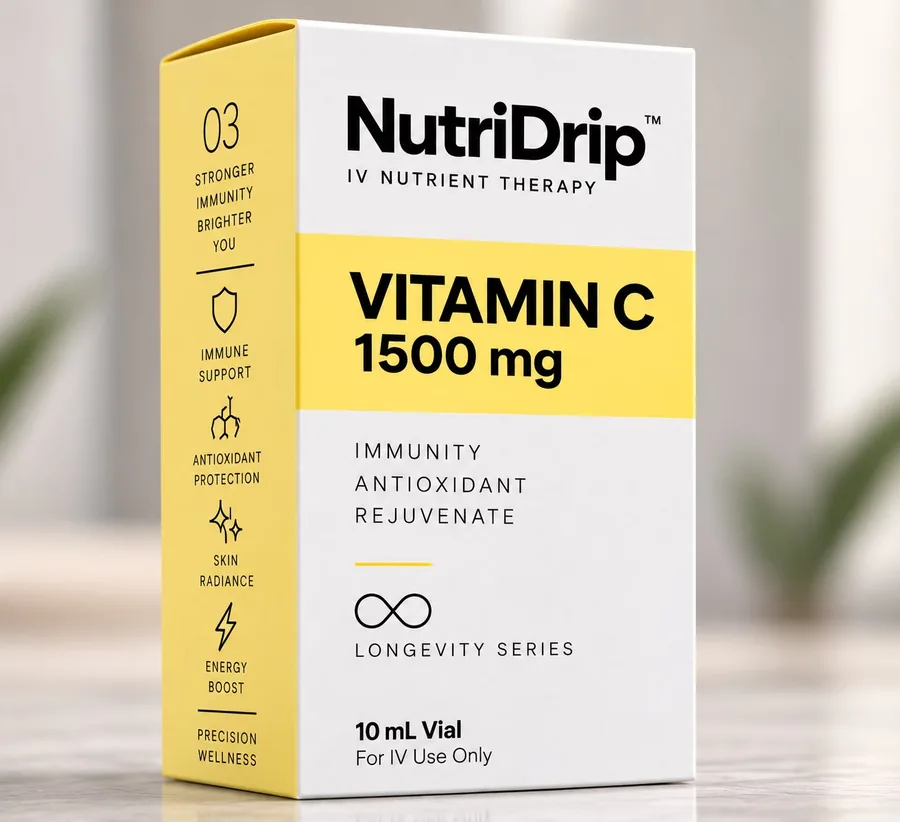 03
STRONGER
IMMUNITY
BRIGHTER
YOU
IMMUNE
SUPPORT
ANTIOXIDANT
PROTECTION
SKIN
RADIANCE
ENERGY
BOOST
PRECISION
WELLNESS
NutriDrip™
IV NUTRIENT THERAPY
VITAMIN C
1500 mg
IMMUNITY
ANTIOXIDANT
REJUVENATE
LONGEVITY SERIES
10 mL Vial
For IV Use Only